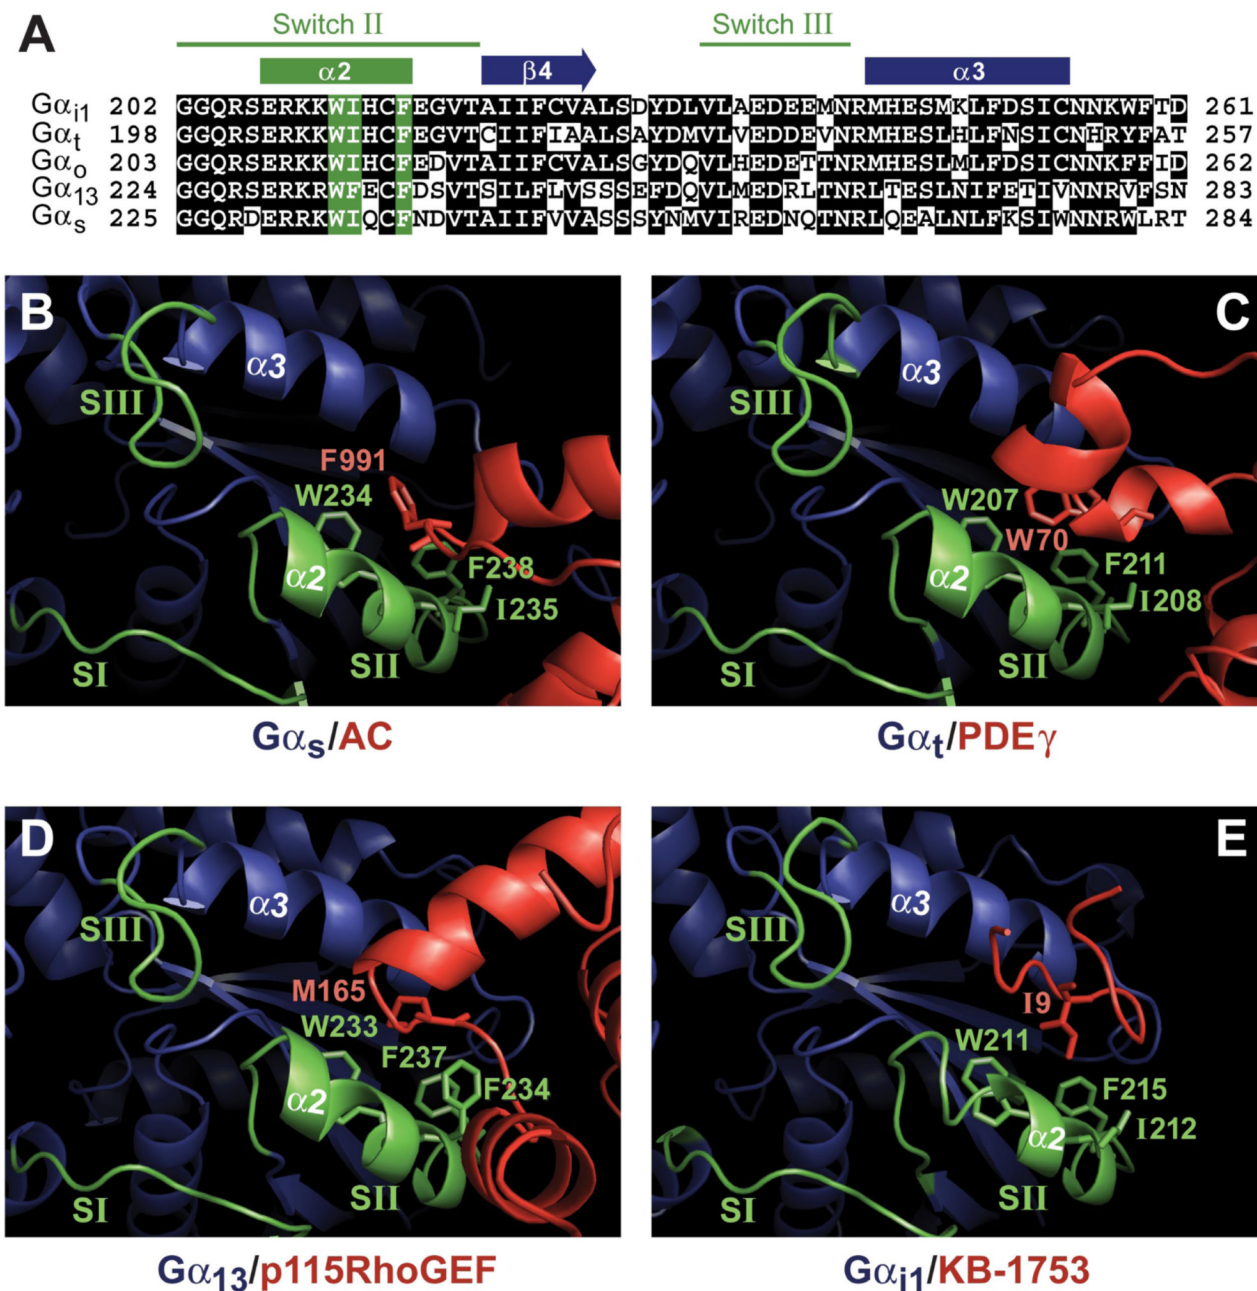 A
Switch II Switch III
α2 β4 α3
Gαi1 202 GGQRSERKKWIHCFEGVTAIIFCVALSDYDLVLAEDEEMNRMHESMKLFDSICNNKWFTD 261
Gαt 198 GGQRSERKKWIHCFEGVTCIIFIAALSAYDMVLVEDDEVNRMHESLHLFNSICNHRYFAT 257
Gαo 203 GGQRSERKKWIHCFEDVTAIIFCVALSGYDQVLHEDETTNRMHESLMLFDSICNNKFFID 262
Gα13 224 GGQRSERKRWFECFDSVTSILFLVSSSEFDQVLMEDRLTNRLTESLNIFETIVNNRVFSN 283
Gαs 225 GGQRDERRKWIQCFNDVTAIIFVVASSSYNMVIREDNQTNRLQEALNLFKSIWNNRWLRT 284
B
α3
SIII
F991
W234
α2
F238
I235
SII
SI
Gαs/AC
C
α3
SIII
W207
W70
α2
F211
I208
SII
SI
Gαt/PDEγ
D
α3
SIII
M165
W233
F237
F234
α2
SII
SI
Gα13/p115RhoGEF
E
α3
SIII
I9
W211
F215
α2
I212
SII
SI
Gαi1/KB-1753